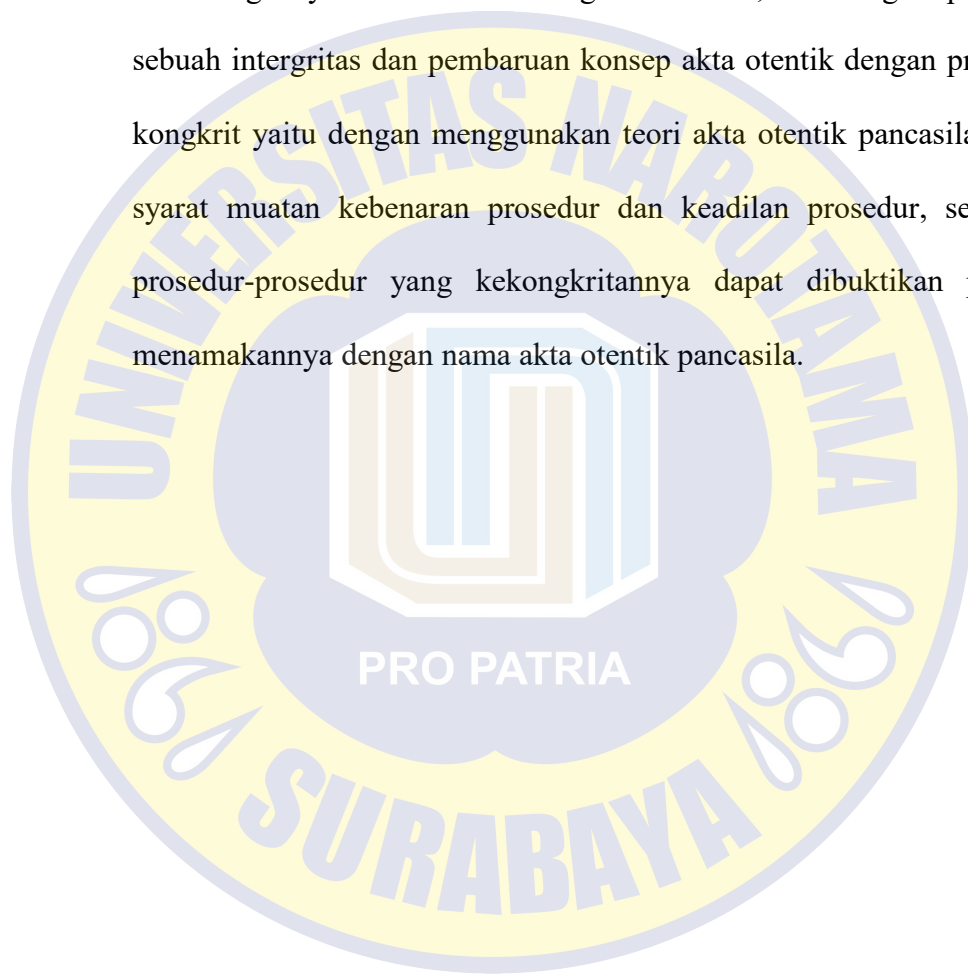 sebuah intergritas dan pembaruan konsep akta otentik dengan
kongkrit yaitu dengan menggunakan teori akta otentik pancasila
syarat muatan kebenaran prosedur dan keadilan prosedur,
prosedur-prosedur yang kekongkritannya dapat dibuktikan
menamakannya dengan nama akta otentik pancasila.
UNIVERSITAS NAROTAMA
PRO PATRIA
SURABAYA